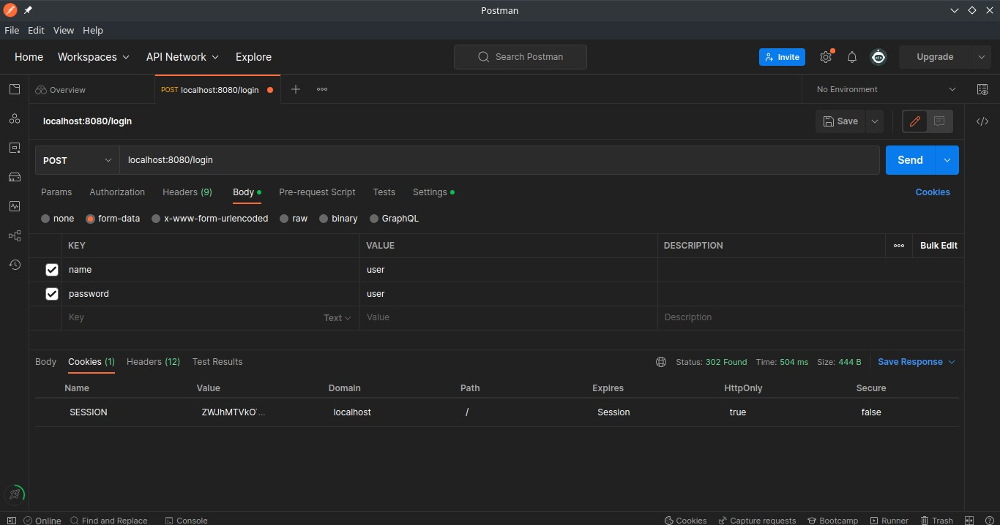 Postman
File Edit View Help
Home Workspaces API Network Explore Search Postman Invite Upgrade
Overview POST localhost:8080/login No Environment
localhost:8080/login Save
POST localhost:8080/login Send
Params Authorization Headers (9) Body Pre-request Script Tests Settings Cookies
none form-data x-www-form-urlencoded raw binary GraphQL
KEY VALUE DESCRIPTION Bulk Edit
name user
password user
Key Text Value Description
Body Cookies (1) Headers (12) Test Results Status: 302 Found Time: 504 ms Size: 444 B Save Response
Name Value Domain Path Expires HttpOnly Secure
SESSION ZWJhMTVkO... localhost / Session true false
Online Find and Replace Console Cookies Capture requests Bootcamp Runner Trash